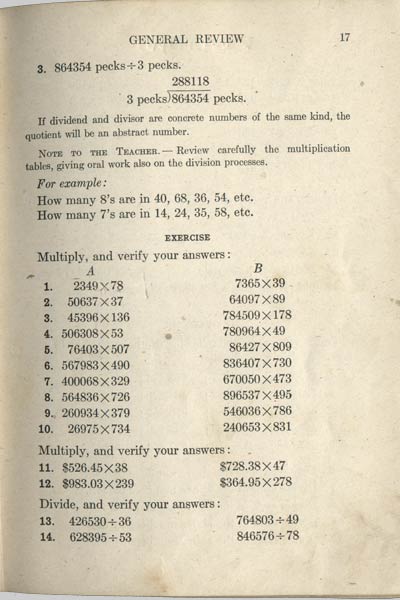 GENERAL REVIEW 17
3. 864354 pecks÷3 pecks.
288118
3 pecks)864354 pecks.
If dividend and divisor are concrete numbers of the same kind, the
quotient will be an abstract number.
NOTE TO THE TEACHER.—Review carefully the multiplication
tables, giving oral work also on the division processes.
For example:
How many 8's are in 40, 68, 36, 54, etc.
How many 7's are in 14, 24, 35, 58, etc.
EXERCISE
Multiply, and verify your answers:
A B
1. 2349×78 7365×39
2. 50637×37 64097×89
3. 45396×136 784509×178
4. 506308×53 780964×49
5. 76403×507 86427×809
6. 567983×490 836407×730
7. 400068×329 670050×473
8. 564836×726 896537×495
9. 260934×379 546036×786
10. 26975×734 240653×831
Multiply, and verify your answers:
11. $526.45×38 $728.38×47
12. $983.03×239 $364.95×278
Divide, and verify your answers:
13. 426530÷36 764803÷49
14. 628395÷53 846576÷78